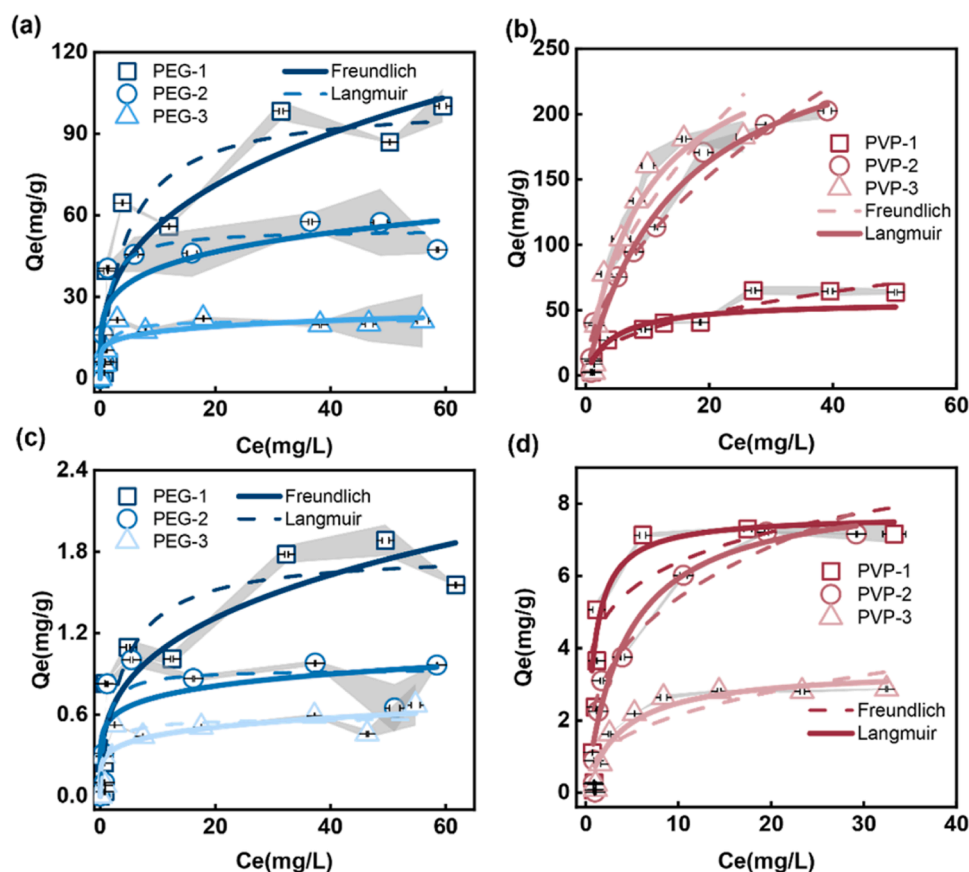 (a)
120
90
60
30
0
Qe(mg/g)
PEG-1
PEG-2
PEG-3
Freundlich
Langmuir
0
20
40
60
Ce(mg/L)
(b)
250
200
150
100
50
0
Qe(mg/g)
PVP-1
PVP-2
PVP-3
Freundlich
Langmuir
0
20
40
60
Ce(mg/L)
(c)
2.4
1.8
1.2
0.6
0.0
Qe(mg/g)
PEG-1
PEG-2
PEG-3
Freundlich
Langmuir
0
20
40
60
Ce(mg/L)
(d)
8
6
4
2
0
Qe(mg/g)
PVP-1
PVP-2
PVP-3
Freundlich
Langmuir
0
10
20
30
40
Ce(mg/L)